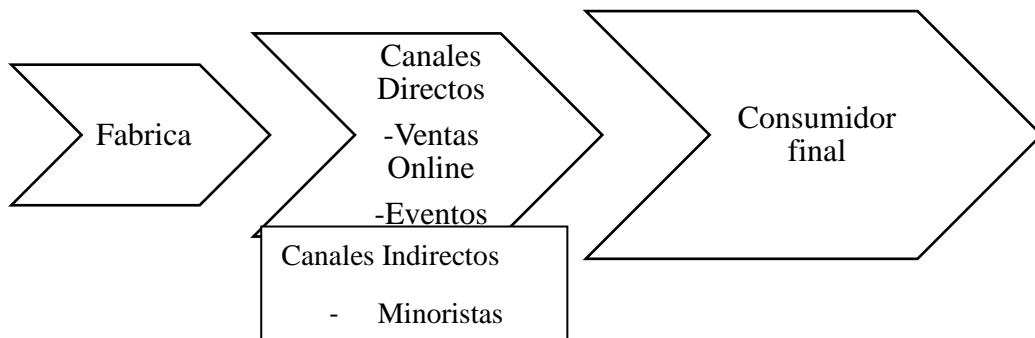 Fabrica
Canales
Directos
-Ventas
Online
-Eventos
Canales Indirectos
- Minoristas
Consumidor
final